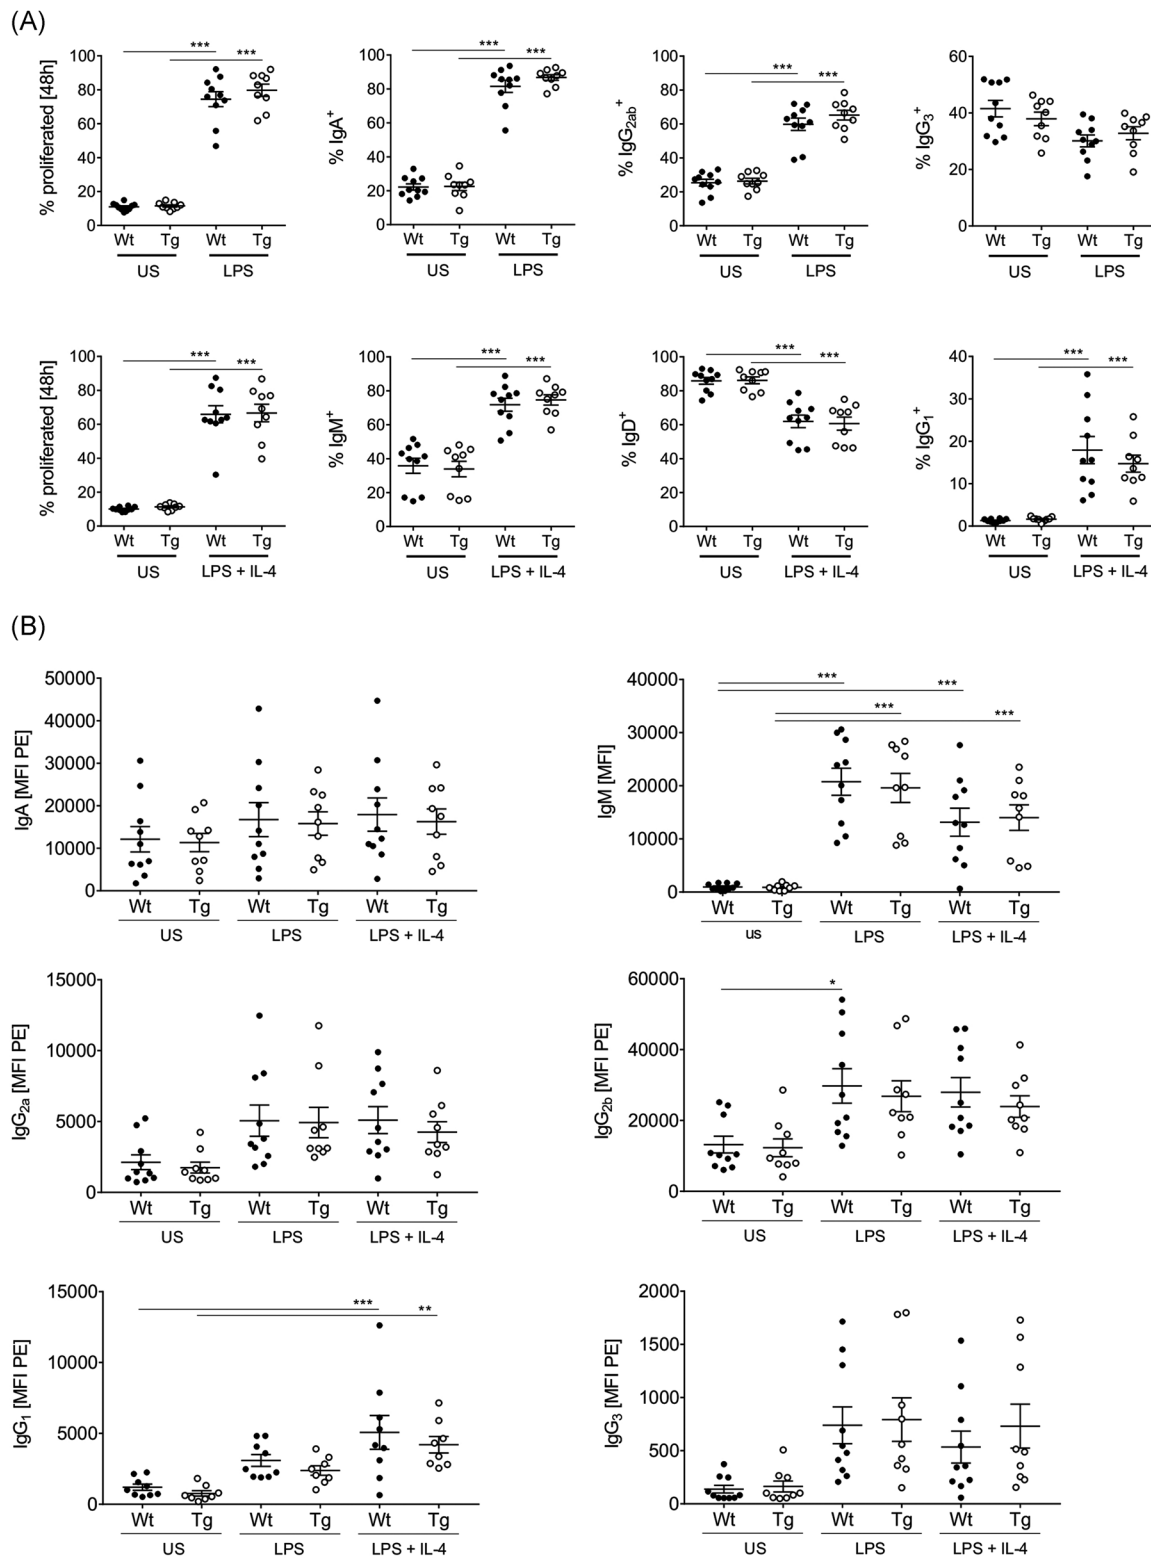 (A)
*** ***
100
80
60
40
20
0
% proliferated [48h]
Wt Tg Wt Tg
US LPS
*** ***
100
80
60
40
20
0
% IgA⁺
Wt Tg Wt Tg
US LPS
*** ***
100
80
60
40
20
0
% IgG₂ab⁺
Wt Tg Wt Tg
US LPS
60
40
20
0
% IgG₃⁺
Wt Tg Wt Tg
US LPS
*** ***
100
80
60
40
20
0
% proliferated [48h]
Wt Tg Wt Tg
US LPS + IL-4
*** ***
100
80
60
40
20
0
% IgM⁺
Wt Tg Wt Tg
US LPS + IL-4
*** ***
100
80
60
40
20
0
% IgD⁺
Wt Tg Wt Tg
US LPS + IL-4
*** ***
40
30
20
10
0
% IgG₁⁺
Wt Tg Wt Tg
US LPS + IL-4
(B)
50000
40000
30000
20000
10000
0
IgA [MFI PE]
Wt Tg Wt Tg Wt Tg
US LPS LPS + IL-4
*** ***
*** ***
40000
30000
20000
10000
0
IgM [MFI]
Wt Tg Wt Tg Wt Tg
us LPS LPS + IL-4
15000
10000
5000
0
IgG₂a [MFI PE]
Wt Tg Wt Tg Wt Tg
US LPS LPS + IL-4
*
60000
40000
20000
0
IgG₂b [MFI PE]
Wt Tg Wt Tg Wt Tg
US LPS LPS + IL-4
*** **
15000
10000
5000
0
IgG₁ [MFI PE]
Wt Tg Wt Tg Wt Tg
US LPS LPS + IL-4
2000
1500
1000
500
0
IgG₃ [MFI PE]
Wt Tg Wt Tg Wt Tg
US LPS LPS + IL-4